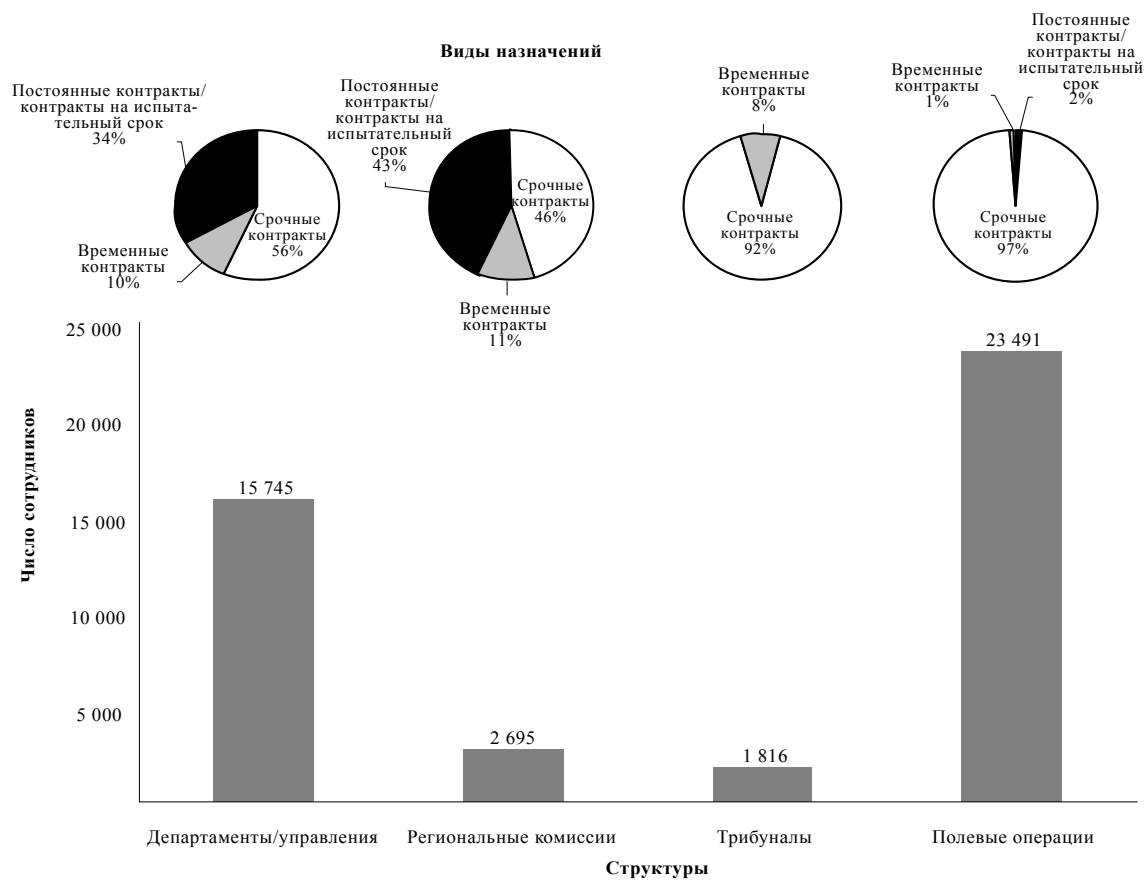 Виды назначений
Постоянные контракты/
контракты на испыта-
тельный срок
34%
Срочные
контракты
56%
Временные
контракты
10%
Постоянные
контракты/
контракты на
испытательный
срок
43%
Срочные
контракты
46%
Временные
контракты
11%
Временные
контракты
8%
Срочные
контракты
92%
Временные
контракты
1%
Постоянные
контракты/
контракты на
испытательный
срок
2%
Срочные
контракты
97%
Число сотрудников
25 000
20 000
15 000
10 000
5 000
15 745
2 695
1 816
23 491
Департаменты/управления
Региональные комиссии
Трибуналы
Полевые операции
Структуры